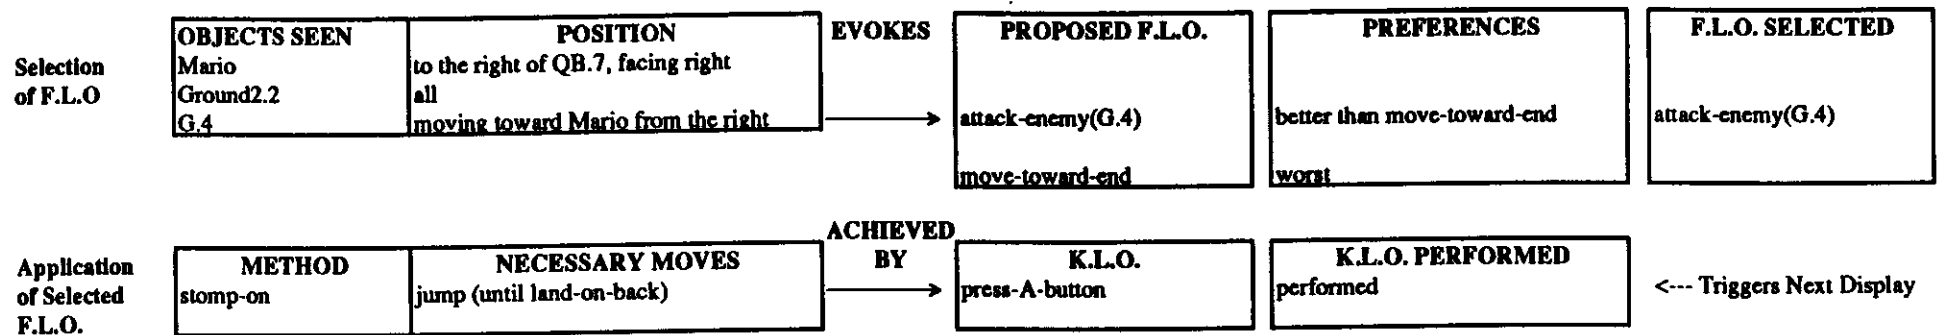 OBJECTS SEEN POSITION EVOKES PROPOSED F.L.O. PREFERENCES F.L.O. SELECTED
Selection Mario to the right of QB.7, facing right
of F.L.O Ground2.2 all attack-enemy(G.4) better than move-toward-end attack-enemy(G.4)
G.4 moving toward Mario from the right
move-toward-end worst
ACHIEVED
Application METHOD NECESSARY MOVES BY K.L.O. K.L.O. PERFORMED
of Selected stomp-on jump (until land-on-back) press-A-button performed <--- Triggers Next Display
F.L.O.